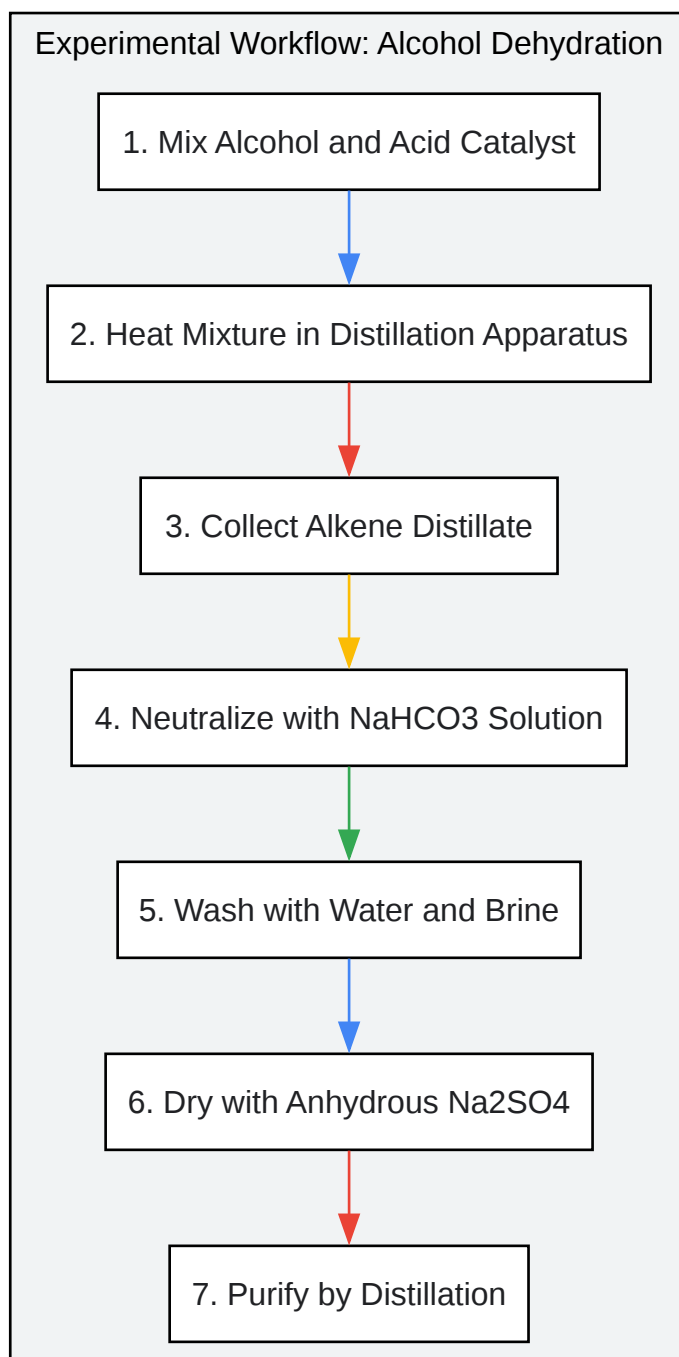 Experimental Workflow: Alcohol Dehydration
1. Mix Alcohol and Acid Catalyst
2. Heat Mixture in Distillation Apparatus
3. Collect Alkene Distillate
4. Neutralize with NaHCO3 Solution
5. Wash with Water and Brine
6. Dry with Anhydrous Na2SO4
7. Purify by Distillation